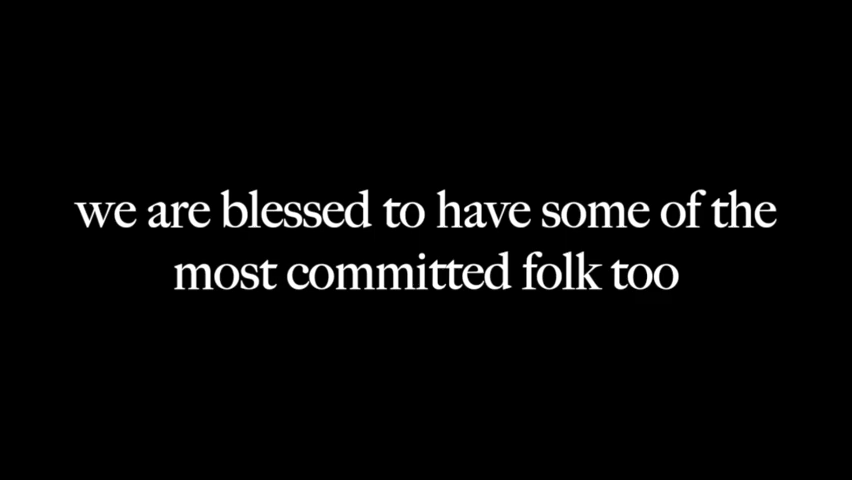 we are blessed to have some of the
most committed folk too